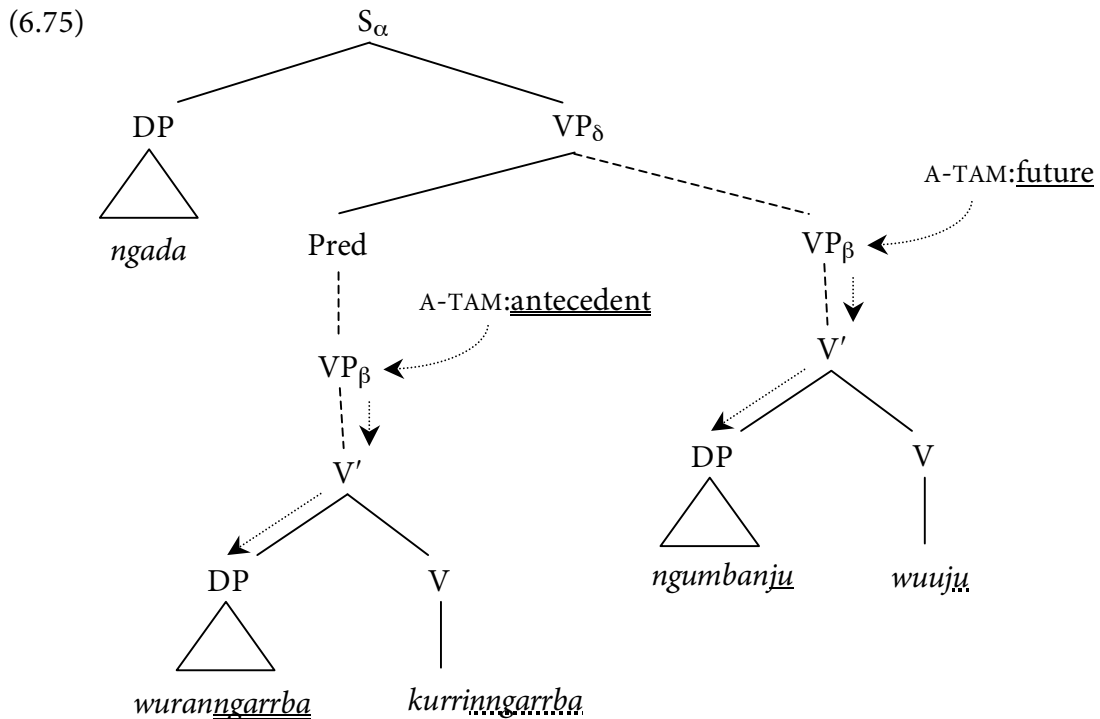 (6.75)
Sα
DP VPδ
A-TAM:future
ngada Pred VPβ
A-TAM:antecedent
VPβ V′
DP V
V′
ngumbanju wuuju
DP V
wuranngarrba kurrinngarrba